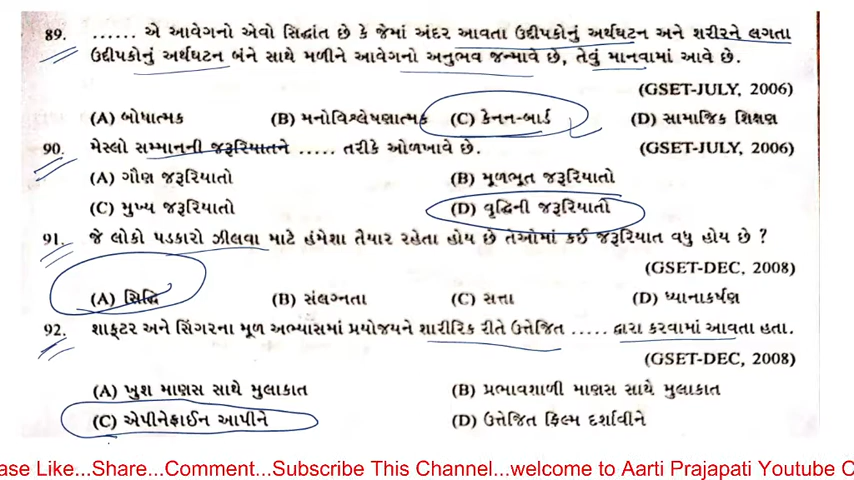 89. ...... એ આવેગનો એવો સિદ્ધાંત છે કે જેમાં અંદર આવતા ઉદ્દીપકોનું અર્થઘટન અને શરીરને લગતા
ઉદ્દીપકોનું અર્થઘટન બંને સાથે મળીને આવેગનો અનુભવ જન્માવે છે, તેવું માનવામાં આવે છે.
(GSET-JULY, 2006)
(A) બોધાત્મક (B) મનોવિશ્લેષણાત્મક (C) કેનન-બાર્ડ (D) સામાજિક શિક્ષણ
90. મેસ્લો સમ્માનની જરૂરિયાતને ..... તરીકે ઓળખાવે છે. (GSET-JULY, 2006)
(A) ગૌણ જરૂરિયાતો (B) મૂળભૂત જરૂરિયાતો
(C) મુખ્ય જરૂરિયાતો (D) વૃદ્ધિની જરૂરિયાતો
91. જે લોકો પડકારો ઝીલવા માટે હંમેશા તૈયાર રહેતા હોય છે તેઓમાં કઈ જરૂરિયાત વધુ હોય છે ?
(GSET-DEC, 2008)
(A) સિદ્ધિ (B) સંલગ્નતા (C) સત્તા (D) ધ્યાનાકર્ષણ
92. શાફ્ટર અને સિંગરના મૂળ અભ્યાસમાં પ્રયોજયને શારીરિક રીતે ઉત્તેજિત ..... દ્વારા કરવામાં આવતા હતા.
(GSET-DEC, 2008)
(A) ખુશ માણસ સાથે મુલાકાત (B) પ્રભાવશાળી માણસ સાથે મુલાકાત
(C) એપીનેફ્રાઈન આપીને (D) ઉત્તેજિત ફિલ્મ દર્શાવીને
ase Like...Share...Comment...Subscribe This Channel...welcome to Aarti Prajapati Youtube C